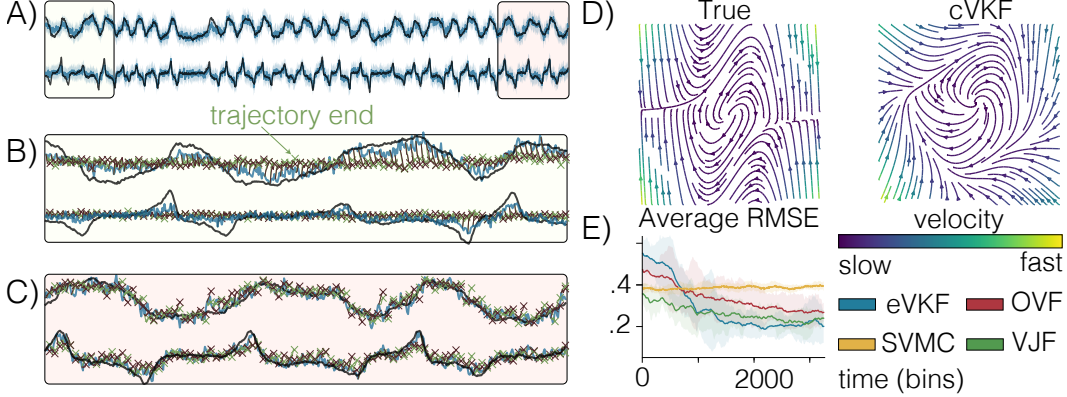 A)
trajectory end
B)
C)
D)
True
cVKF
velocity
slow
fast
E)
Average RMSE
.4
.2
0
2000
time (bins)
eVKF
OVF
SVMC
VJF